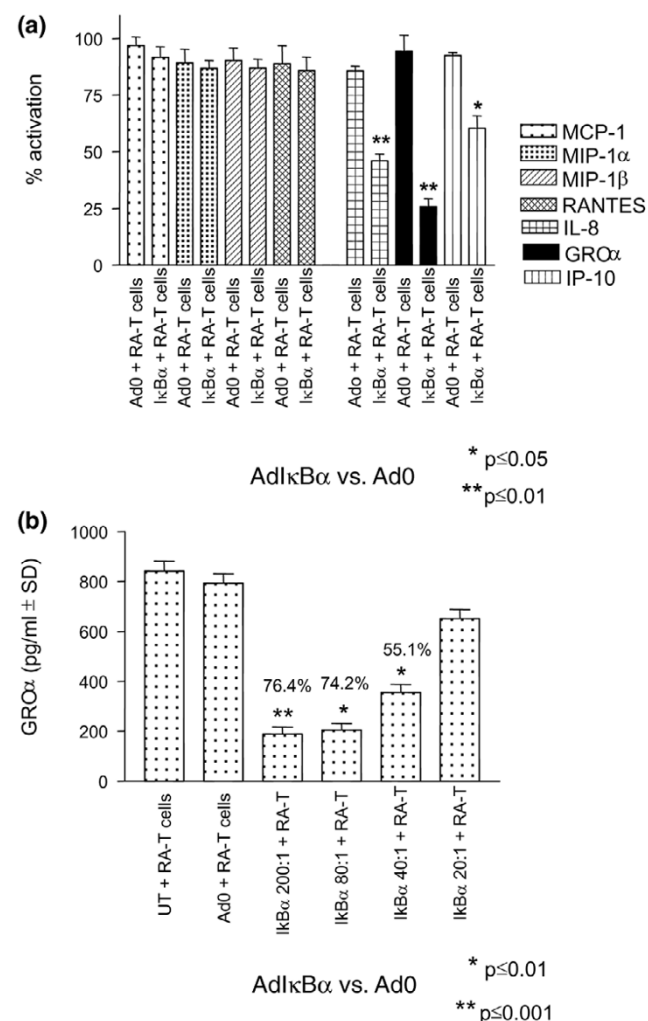 (a)
% activation
100
75
50
25
0
**
**
*
MCP-1
MIP-1α
MIP-1β
RANTES
IL-8
GROα
IP-10
Ad0 + RA-T cells
IκBα + RA-T cells
Ad0 + RA-T cells
IκBα + RA-T cells
Ad0 + RA-T cells
IκBα + RA-T cells
Ad0 + RA-T cells
IκBα + RA-T cells
Ado + RA-T cells
IκBα + RA-T cells
Ad0 + RA-T cells
IκBα + RA-T cells
Ad0 + RA-T cells
IκBα + RA-T cells
AdIκBα vs. Ad0
* p≤0.05
**p≤0.01
(b)
GROα (pg/ml ± SD)
1000
800
600
400
200
0
76.4%
**
74.2%
*
55.1%
*
UT + RA-T cells
Ad0 + RA-T cells
IkBα 200:1 + RA-T
IkBα 80:1 + RA-T
IkBα 40:1 + RA-T
IkBα 20:1 + RA-T
AdIκBα vs. Ad0
* p≤0.01
**p≤0.001